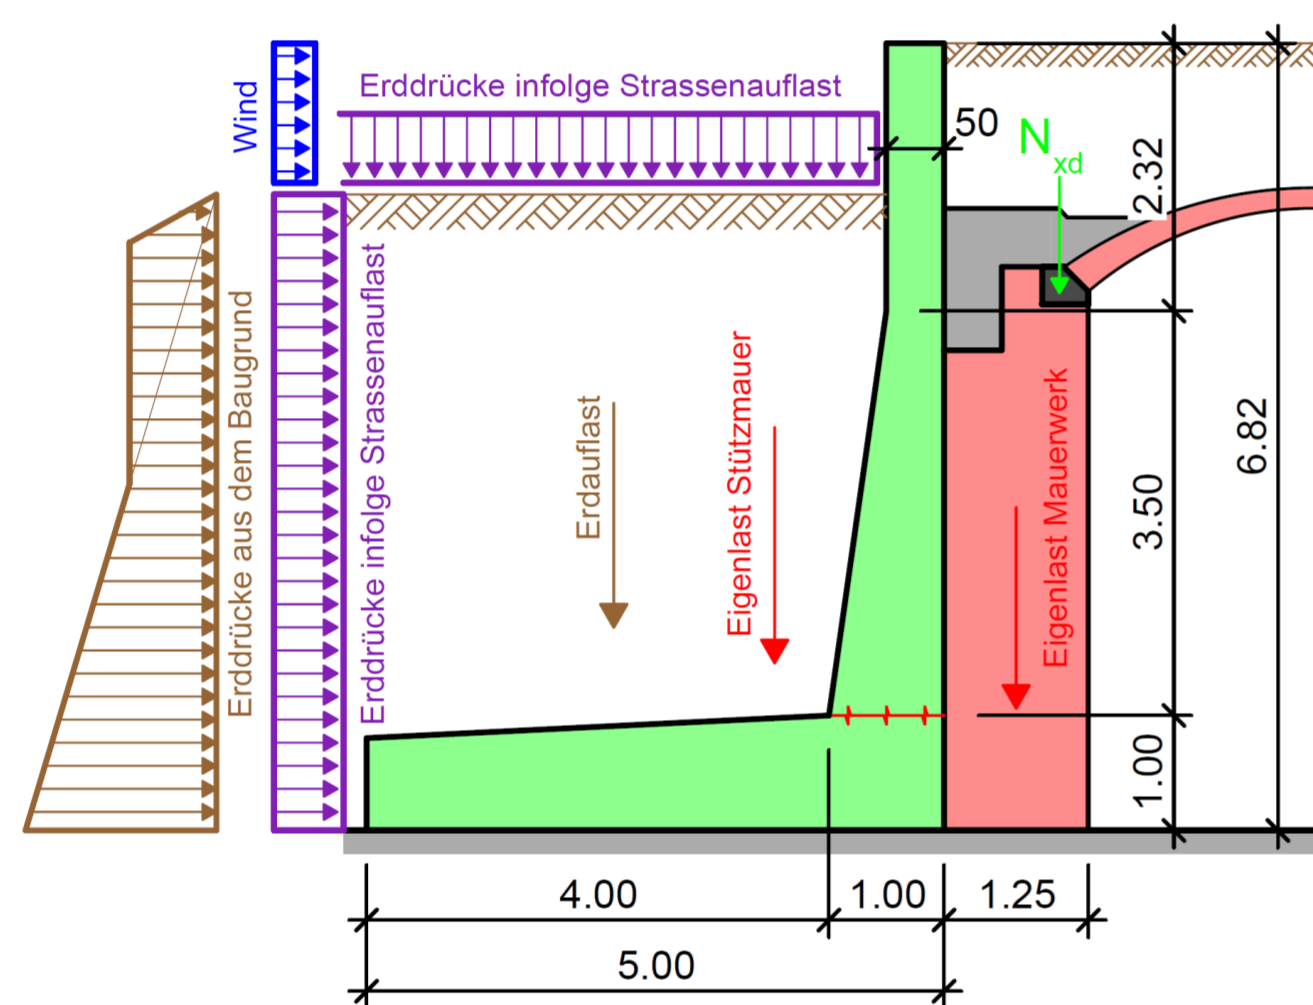 Wind
Erddrücke infolge Strassenauflast
50
N
xd
2.32
Erddrücke aus dem Baugrund
Erddrücke infolge Strassenauflast
Erdauflast
Eigenlast Stützmauer
Eigenlast Mauerwerk
3.50
6.82
1.00
4.00
1.00
1.25
5.00